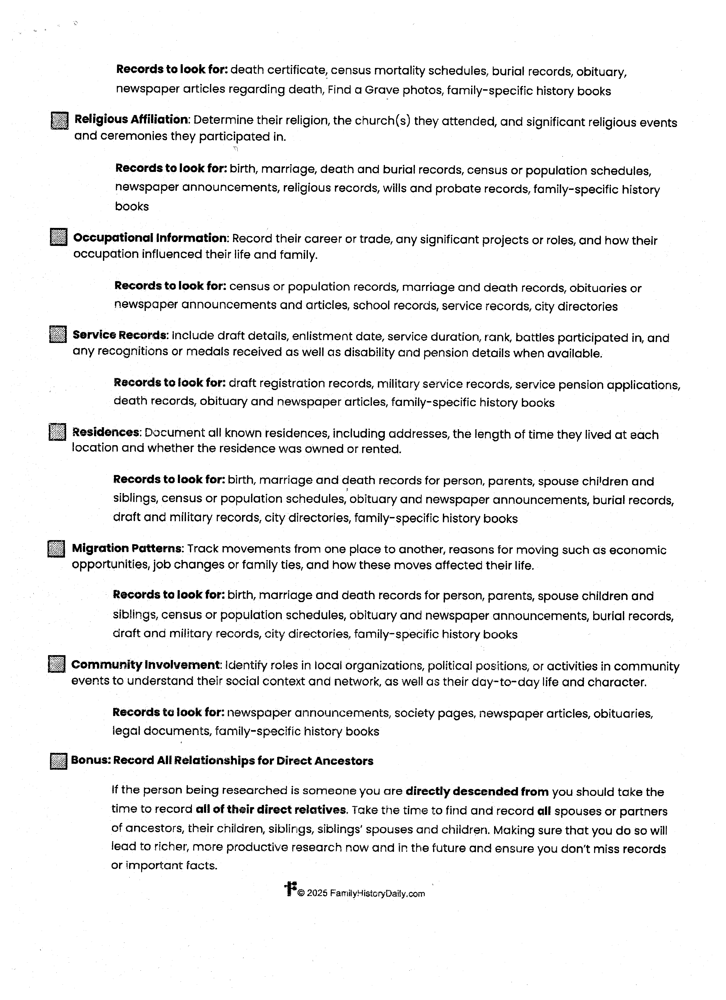 Records to look for: death certificate, census mortality schedules, burial records, obituary,
newspaper articles regarding death, Find a Grave photos, family-specific history books
Religious Affiliation: Determine their religion, the church(s) they attended, and significant religious events
and ceremonies they participated in.
Records to look for: birth, marriage, death and burial records, census or population schedules,
newspaper announcements, religious records, wills and probate records, family-specific history
books
Occupational Information: Record their career or trade, any significant projects or roles, and how their
occupation influenced their life and family.
Records to look for: census or population records, marriage and death records, obituaries or
newspaper announcements and articles, school records, service records, city directories
Service Records: Include draft details, enlistment date, service duration, rank, battles participated in, and
any recognitions or medals received as well as disability and pension details when available.
Records to look for: draft registration records, military service records, service pension applications,
death records, obituary and newspaper articles, family-specific history books
Residences: Document all known residences, including addresses, the length of time they lived at each
location and whether the residence was owned or rented.
Records to look for: birth, marriage and death records for person, parents, spouse children and
siblings, census or population schedules, obituary and newspaper announcements, burial records,
draft and military records, city directories, family-specific history books
Migration Patterns: Track movements from one place to another, reasons for moving such as economic
opportunities, job changes or family ties, and how these moves affected their life.
Records to look for: birth, marriage and death records for person, parents, spouse children and
siblings, census or population schedules, obituary and newspaper announcements, burial records,
draft and military records, city directories, family-specific history books
Community Involvement: Identify roles in local organizations, political positions, or activities in community
events to understand their social context and network, as well as their day-to-day life and character.
Records to look for: newspaper announcements, society pages, newspaper articles, obituaries,
legal documents, family-specific history books
Bonus: Record All Relationships for Direct Ancestors
If the person being researched is someone you are directly descended from you should take the
time to record all of their direct relatives. Take the time to find and record all spouses or partners
of ancestors, their children, siblings, siblings' spouses and children. Making sure that you do so will
lead to richer, more productive research now and in the future and ensure you don't miss records
or important facts.
© 2025 FamilyHistoryDaily.com